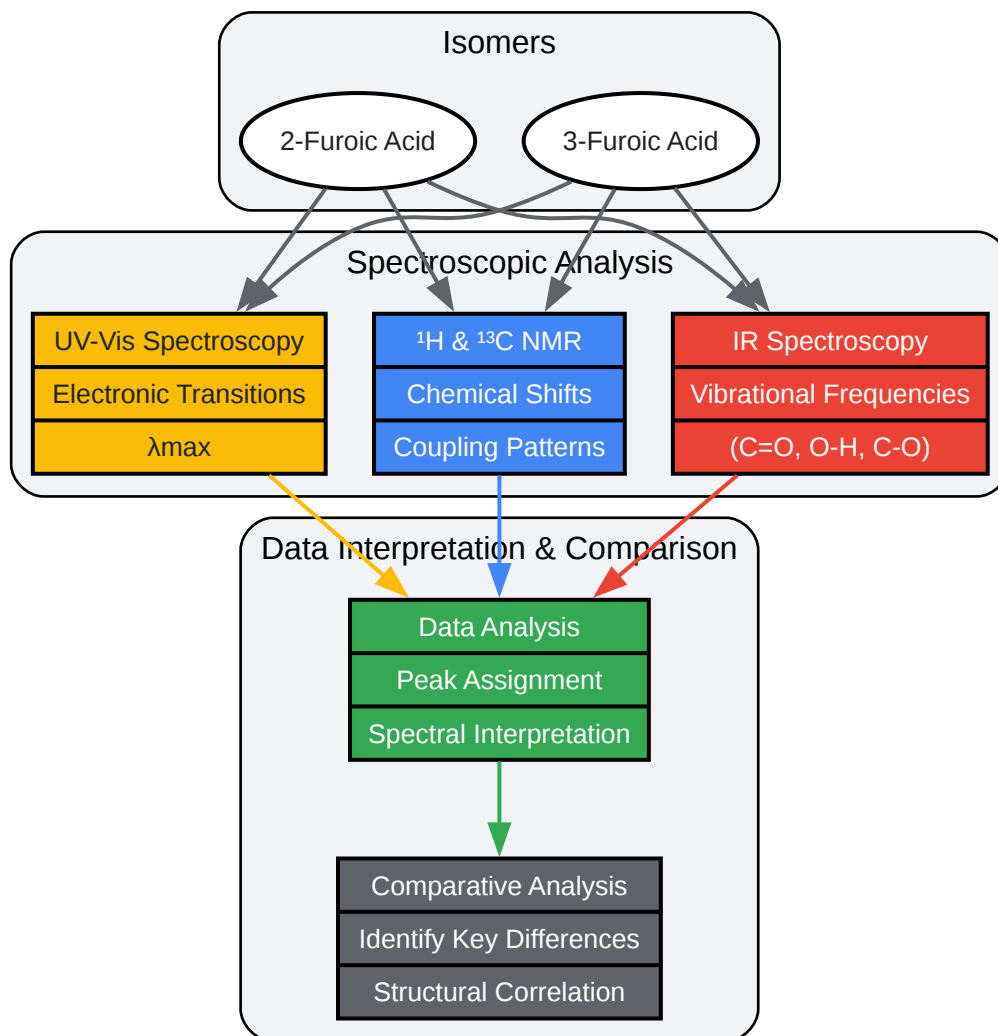 Isomers
2-Furoic Acid
3-Furoic Acid
Spectroscopic Analysis
UV-Vis Spectroscopy
Electronic Transitions
λmax
¹H & ¹³C NMR
Chemical Shifts
Coupling Patterns
IR Spectroscopy
Vibrational Frequencies
(C=O, O-H, C-O)
Data Interpretation & Comparison
Data Analysis
Peak Assignment
Spectral Interpretation
Comparative Analysis
Identify Key Differences
Structural Correlation